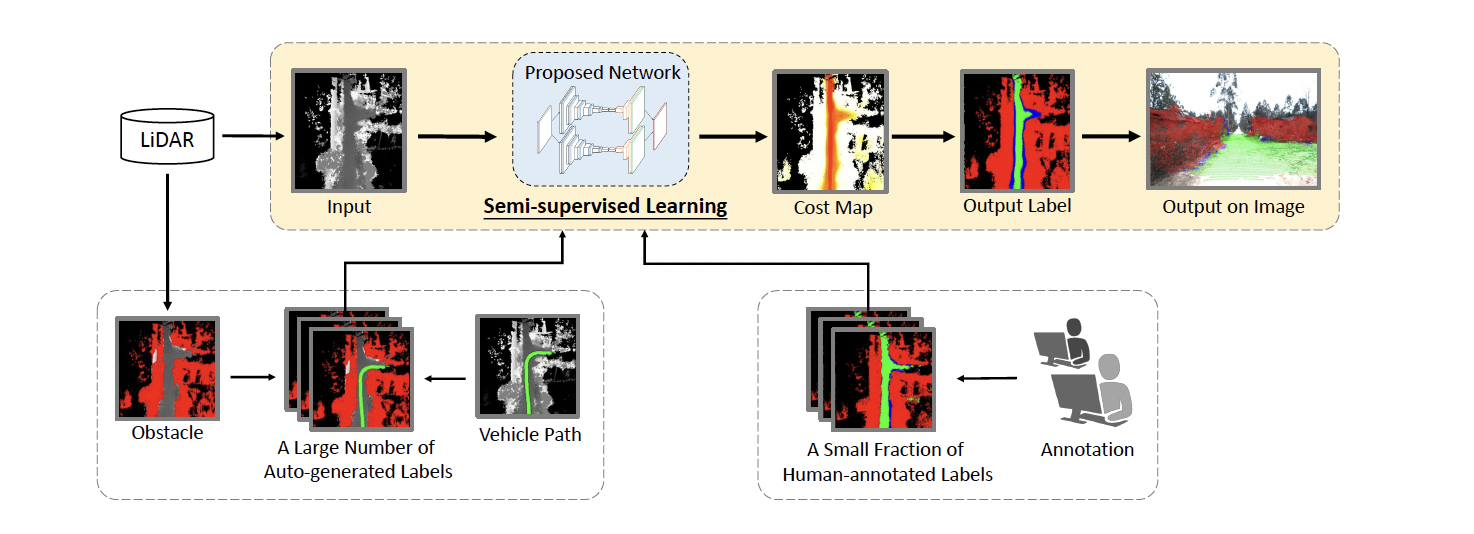 Proposed Network
LiDAR
Input
Semi-supervised Learning
Cost Map
Output Label
Output on Image
Obstacle
A Large Number of
Auto-generated Labels
Vehicle Path
A Small Fraction of
Human-annotated Labels
Annotation